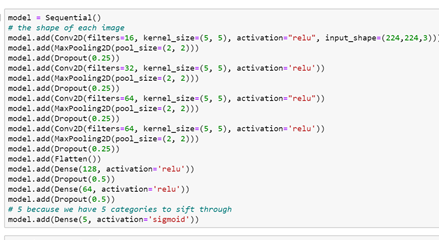 model = Sequential()
# the shape of each image
model.add(Conv2D(filters=16, kernel_size=(5, 5), activation="relu", input_shape=(224,224,3)))
model.add(MaxPooling2D(pool_size=(2, 2)))
model.add(Dropout(0.25))
model.add(Conv2D(filters=32, kernel_size=(5, 5), activation='relu'))
model.add(MaxPooling2D(pool_size=(2, 2)))
model.add(Dropout(0.25))
model.add(Conv2D(filters=64, kernel_size=(5, 5), activation="relu"))
model.add(MaxPooling2D(pool_size=(2, 2)))
model.add(Dropout(0.25))
model.add(Conv2D(filters=64, kernel_size=(5, 5), activation='relu'))
model.add(MaxPooling2D(pool_size=(2, 2)))
model.add(Dropout(0.25))
model.add(Flatten())
model.add(Dense(128, activation='relu'))
model.add(Dropout(0.5))
model.add(Dense(64, activation='relu'))
model.add(Dropout(0.5))
# 5 because we have 5 categories to sift through
model.add(Dense(5, activation='sigmoid'))